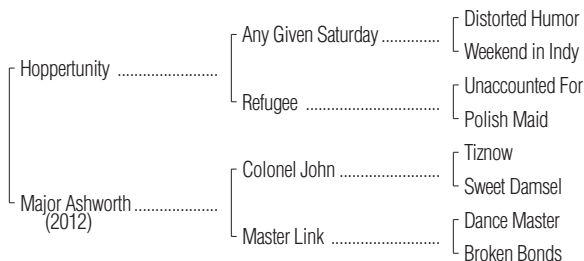 Distorted Humor
Any Given Saturday ..............
Weekend in Indy
Hoppertunity ........................
Unaccounted For
Refugee ................................
Polish Maid
Tiznow
Colonel John ........................
Sweet Damsel
Major Ashworth ....................
(2012)
Dance Master
Master Link ..........................
Broken Bonds